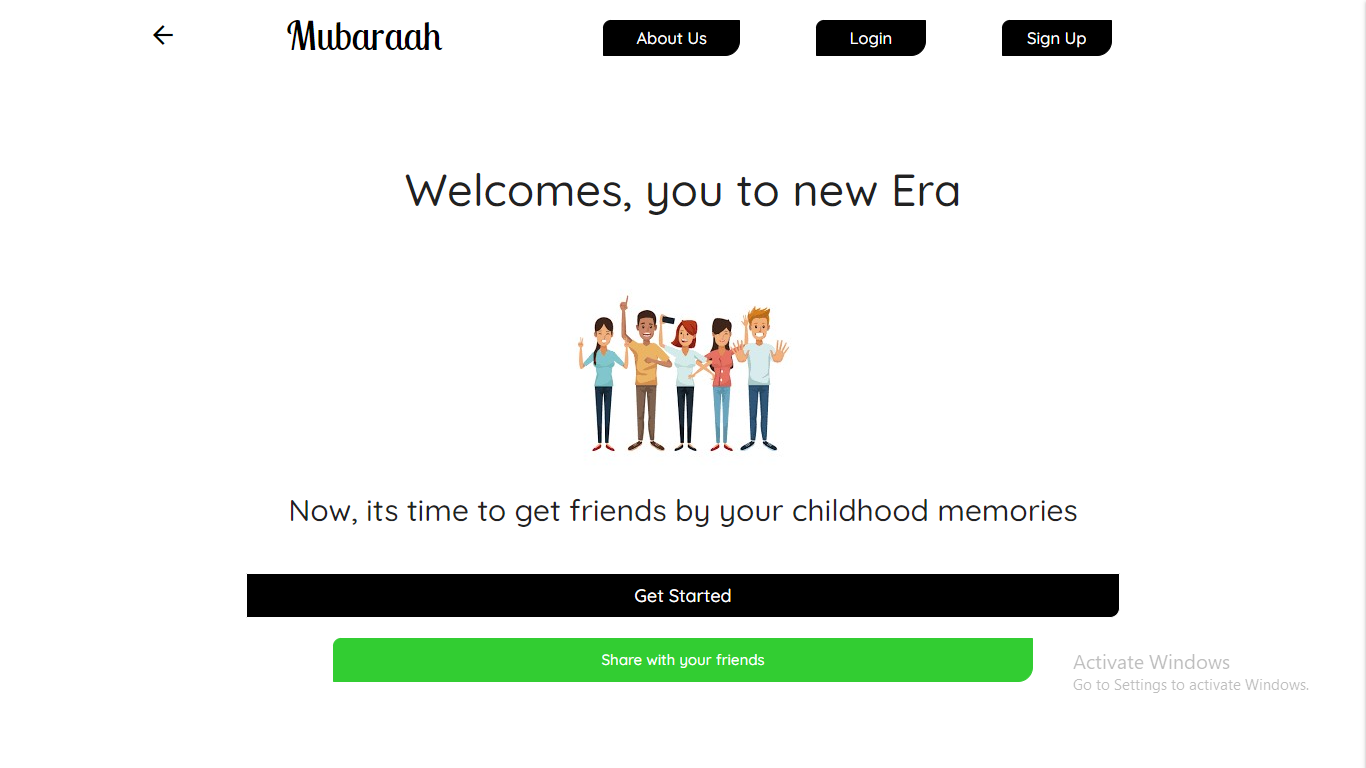 Mubaraah
About Us
Login
Sign Up
Welcomes, you to new Era
Now, its time to get friends by your childhood memories
Get Started
Share with your friends
Activate Windows
Go to Settings to activate Windows.